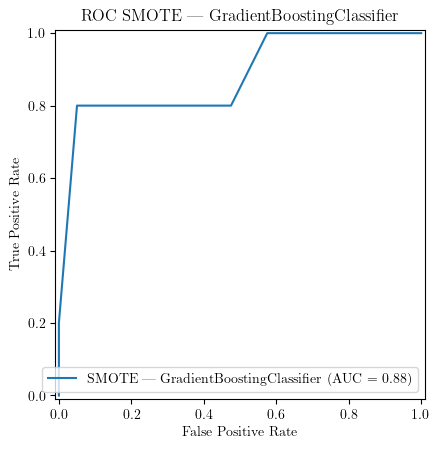 ROC SMOTE — GradientBoostingClassifier
1.0
0.8
0.6
0.4
0.2
0.0
True Positive Rate
SMOTE — GradientBoostingClassifier (AUC = 0.88)
0.0 0.2 0.4 0.6 0.8 1.0
False Positive Rate